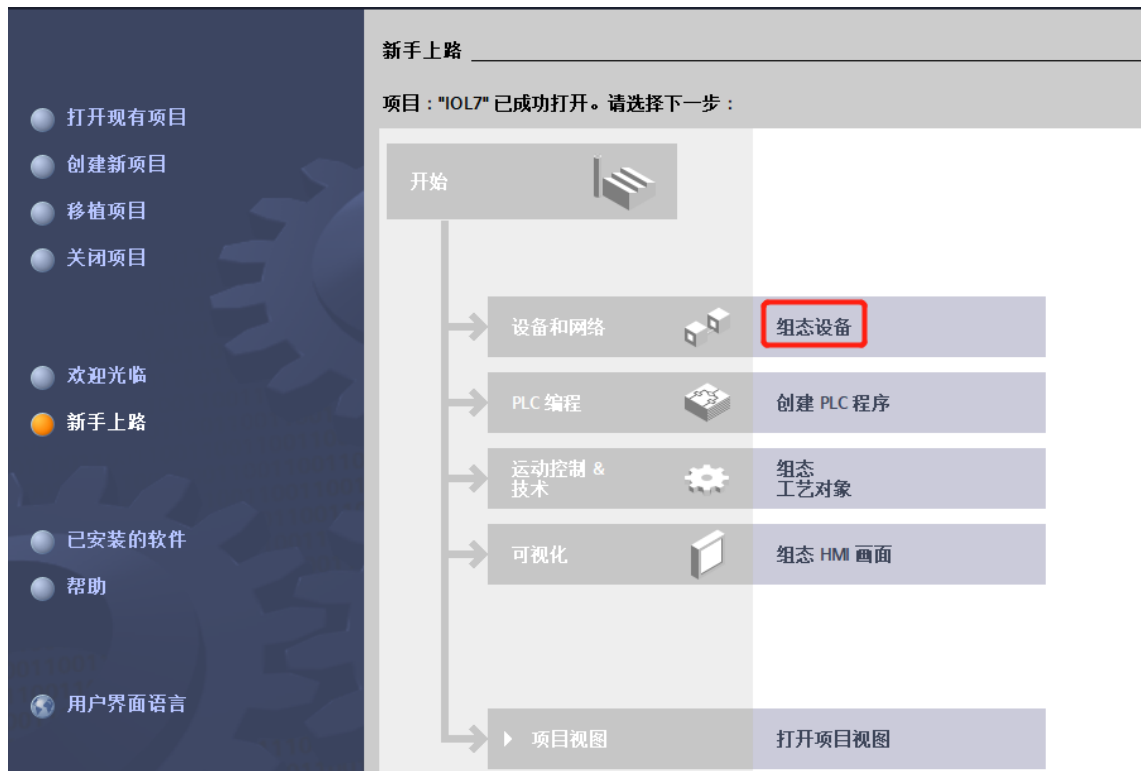 新手上路
项目："IOL7" 已成功打开。请选择下一步：
打开现有项目
创建新项目
移植项目
关闭项目
欢迎光临
新手上路
已安装的软件
帮助
用户界面语言
开始
设备和网络
组态设备
PLC 编程
创建 PLC 程序
运动控制 &
技术
组态
工艺对象
可视化
组态 HMI 画面
项目视图
打开项目视图